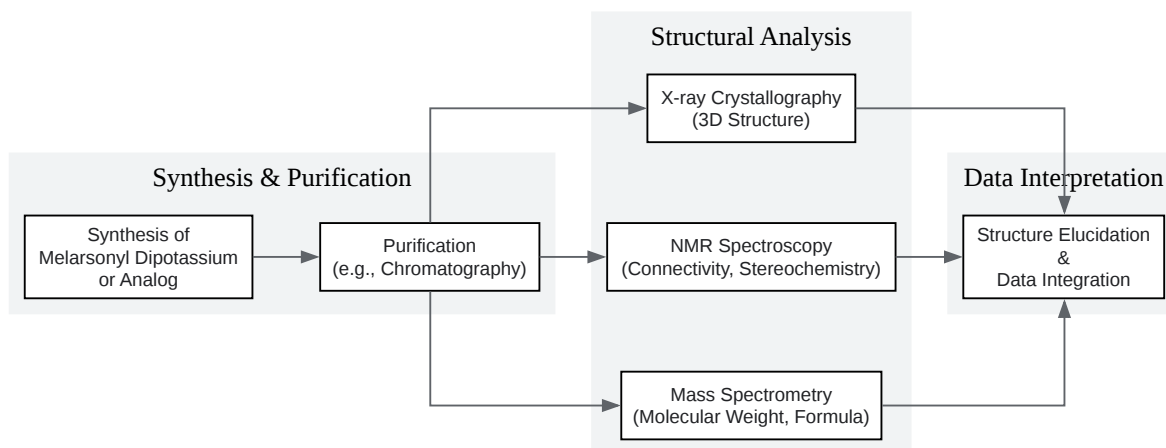 Structural Analysis
X-ray Crystallography
(3D Structure)
Synthesis & Purification
Data Interpretation
Synthesis of
Melarsonyl Dipotassium
or Analog
Purification
(e.g., Chromatography)
NMR Spectroscopy
(Connectivity, Stereochemistry)
Structure Elucidation
&
Data Integration
Mass Spectrometry
(Molecular Weight, Formula)